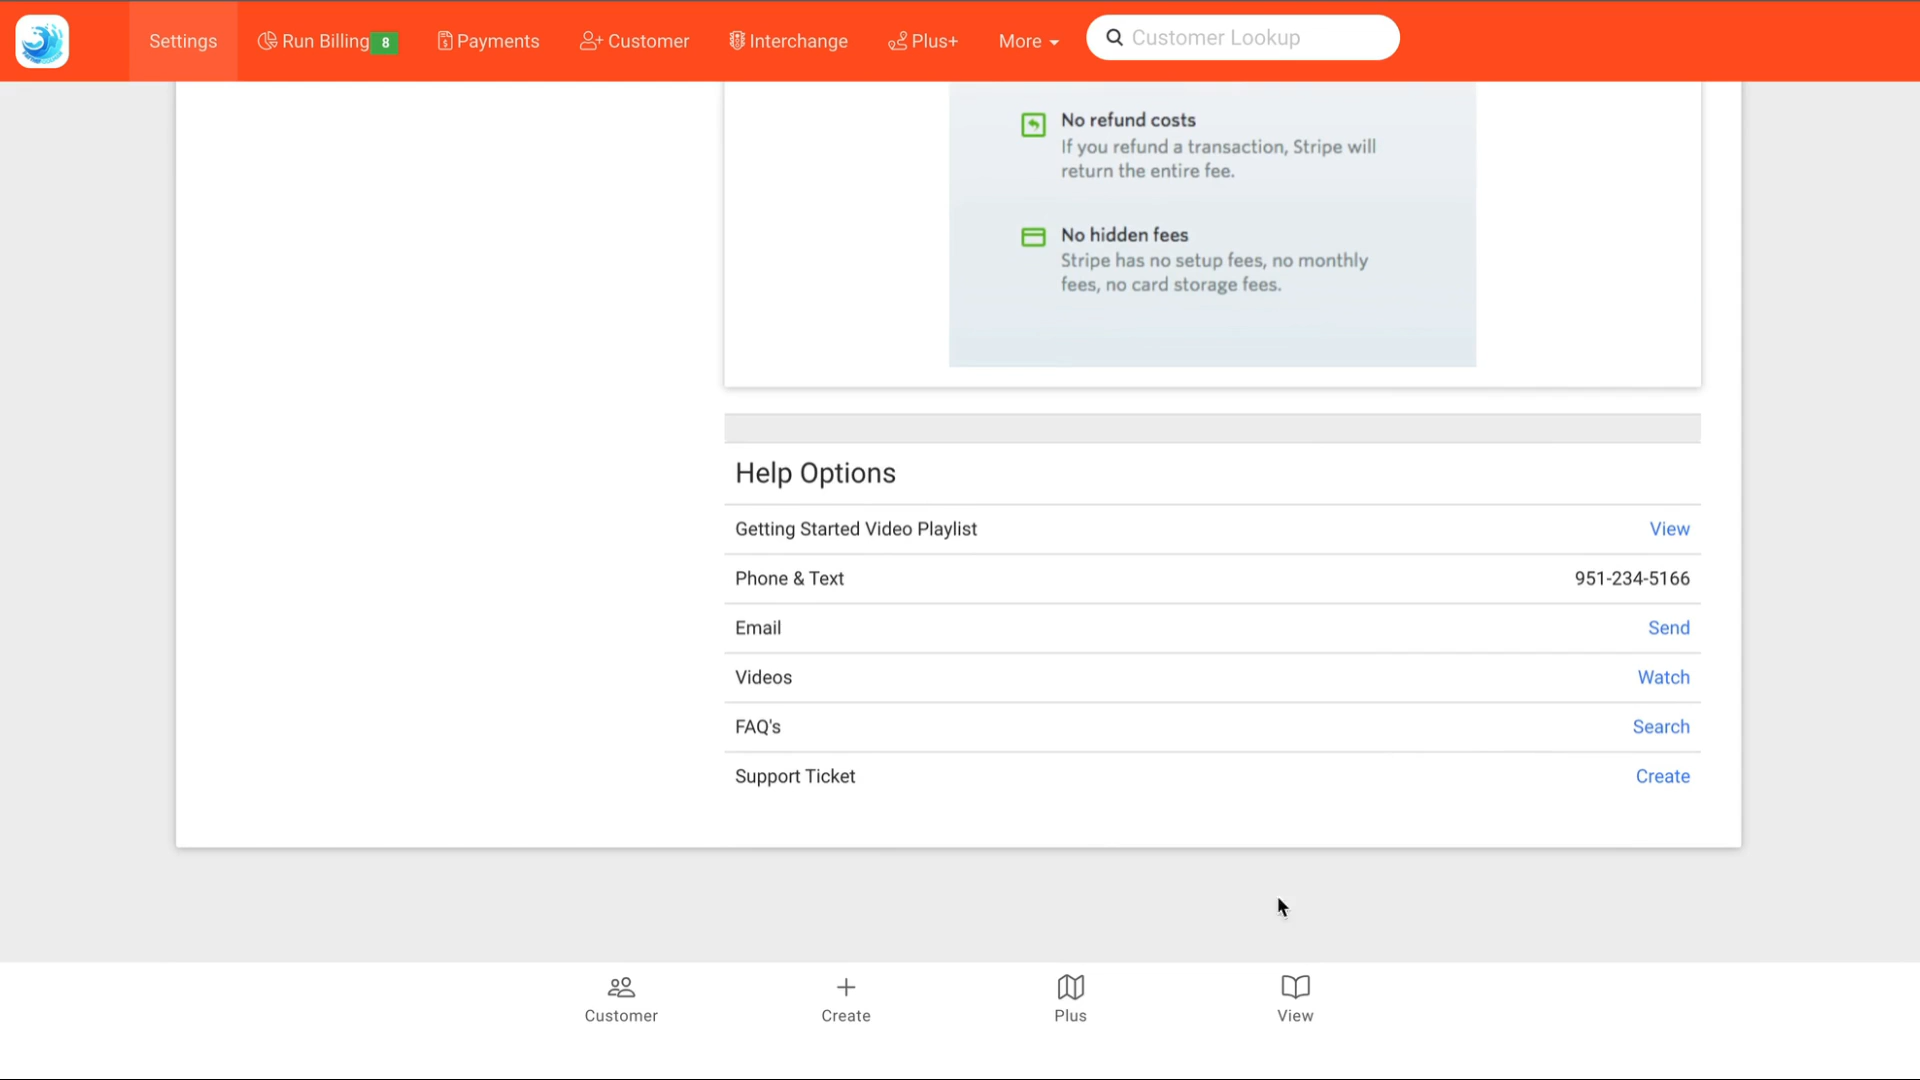 Settings
Run Billing 8
Payments
Customer
Interchange
Plus+
More
Customer Lookup
No refund costs
If you refund a transaction, Stripe will
return the entire fee.
No hidden fees
Stripe has no setup fees, no monthly
fees, no card storage fees.
Help Options
Getting Started Video Playlist View
Phone & Text 951-234-5166
Email Send
Videos Watch
FAQ's Search
Support Ticket Create
Customer
Create
Plus
View